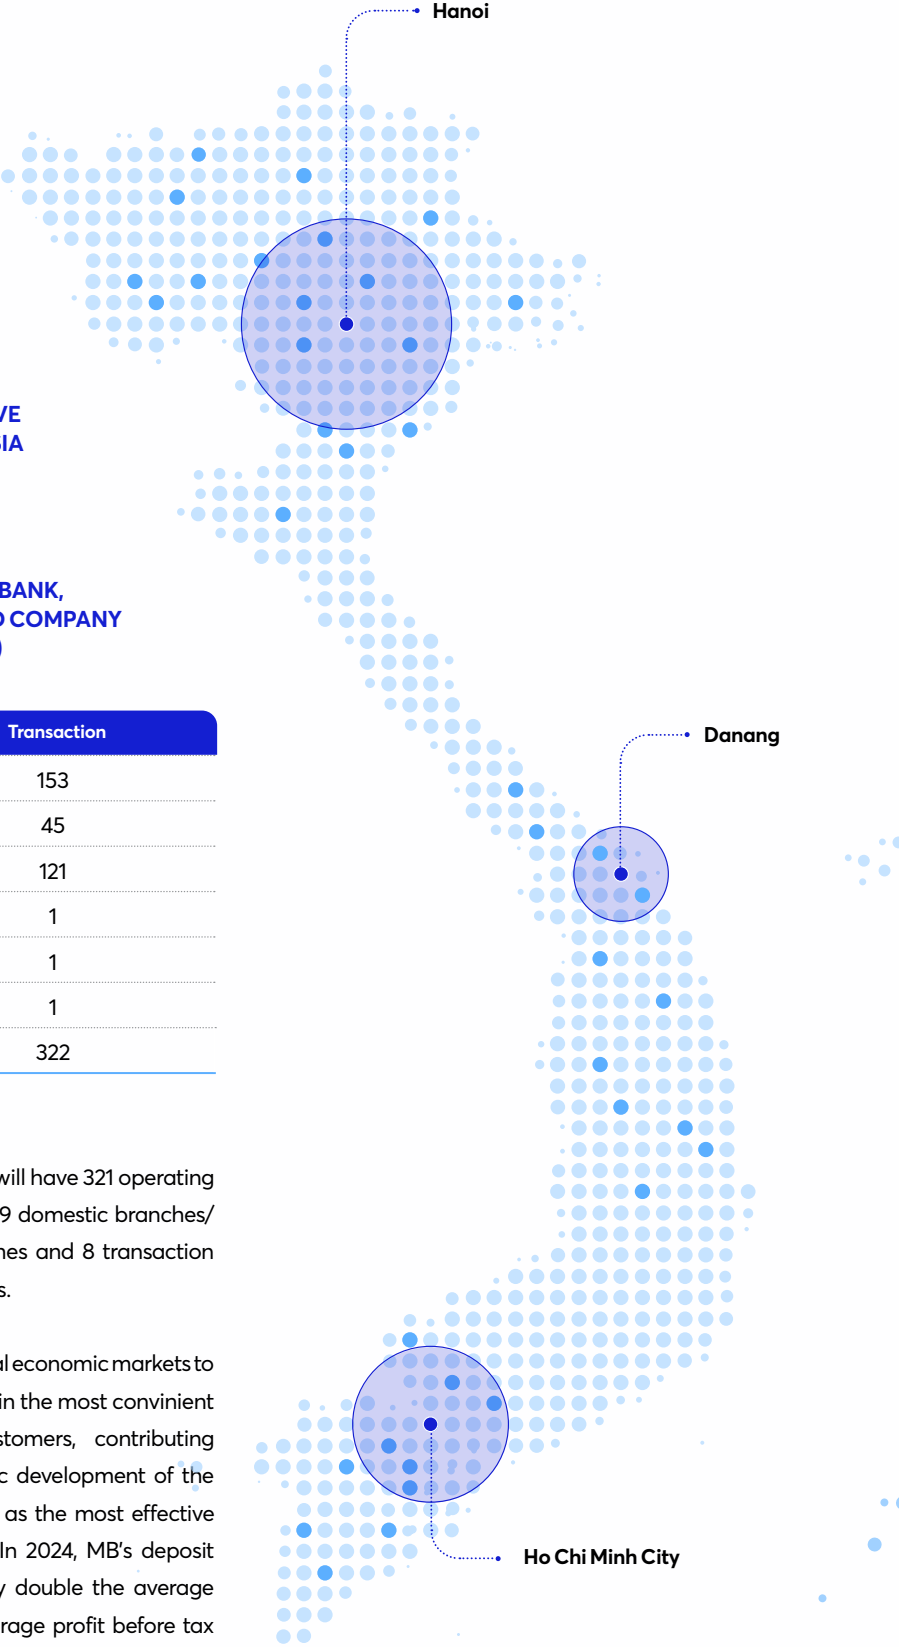 Hanoi
VE
SIA
BANK,
COMPANY
)
Transaction
153
45
121
1
1
1
322
will have 321 operating
9 domestic branches/
nes and 8 transaction
s.
al economic markets to
in the most convinient
stomers, contributing
c development of the
as the most effective
In 2024, MB's deposit
y double the average
rage profit before tax
Danang
Ho Chi Minh City